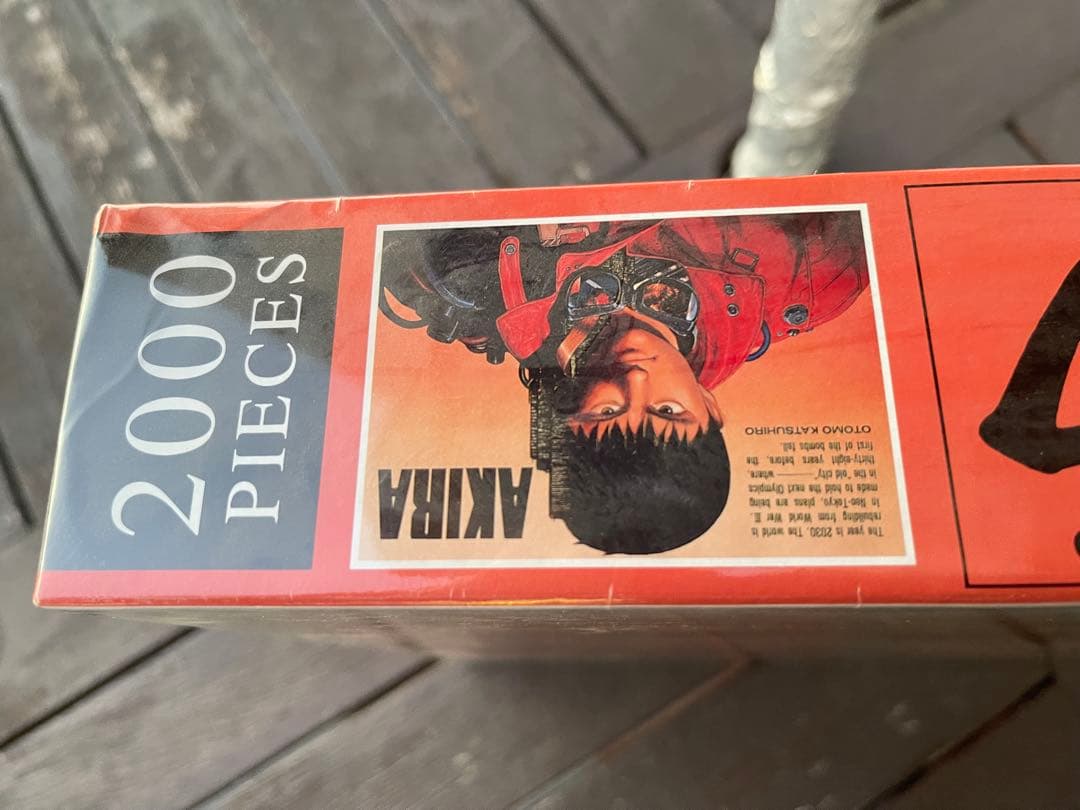 2000
PIECES
AKIRA
The year is 2030. The world is
rebuilding from World War III.
In Neo-Tokyo, plans are being
made to hold the next Olympics
in the "old city" — where,
thirty-eight years before, the
first of the bombs fell.
OTOMO KATSUHIRO